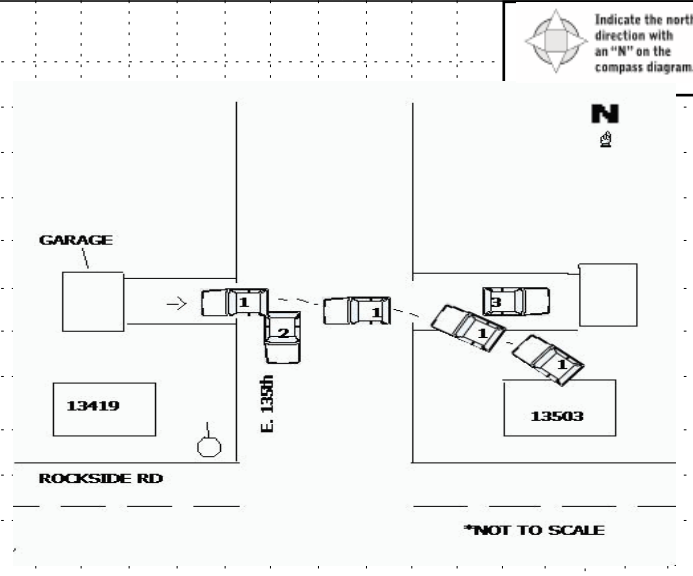 Indicate the north
direction with
an "N" on the
compass diagram.
N
GARAGE
1
2
1
3
1
1
E. 135th
13419
13503
ROCKSIDE RD
*NOT TO SCALE